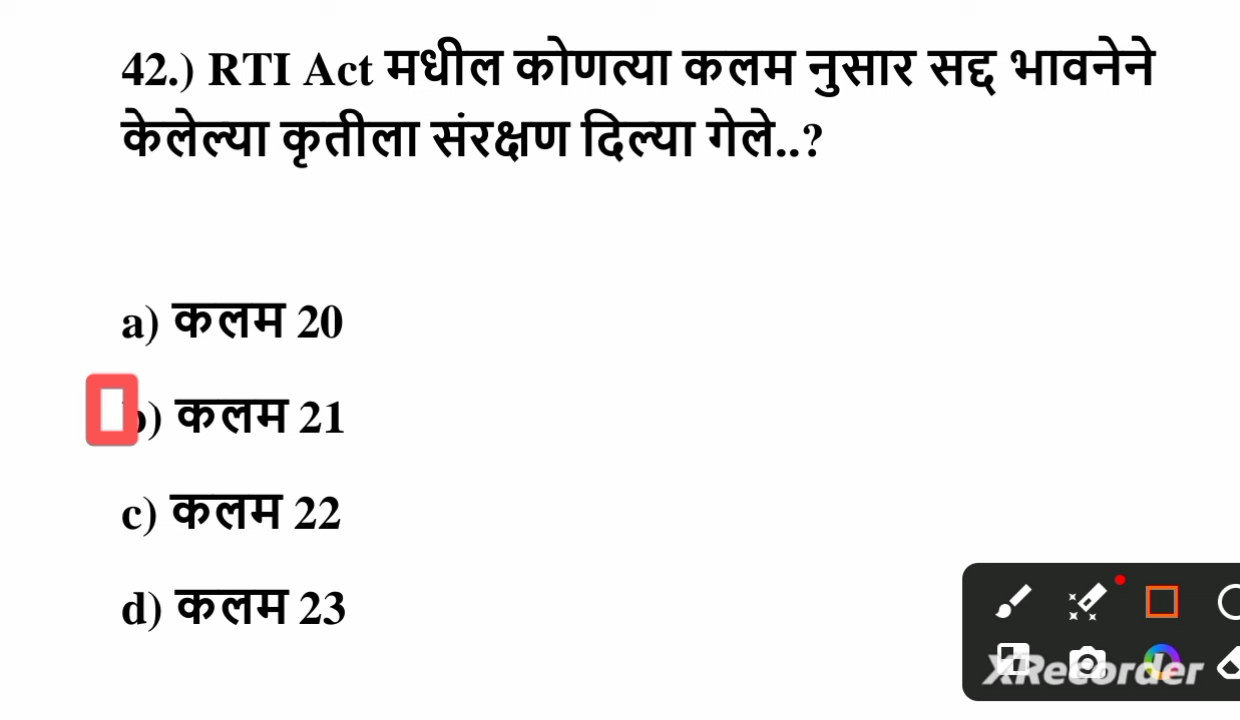 42.) RTI Act मधील कोणत्या कलम नुसार सद्द भावनेने
केलेल्या कृतीला संरक्षण दिल्या गेले..?
a) कलम 20
b) कलम 21
c) कलम 22
d) कलम 23
XRecorder